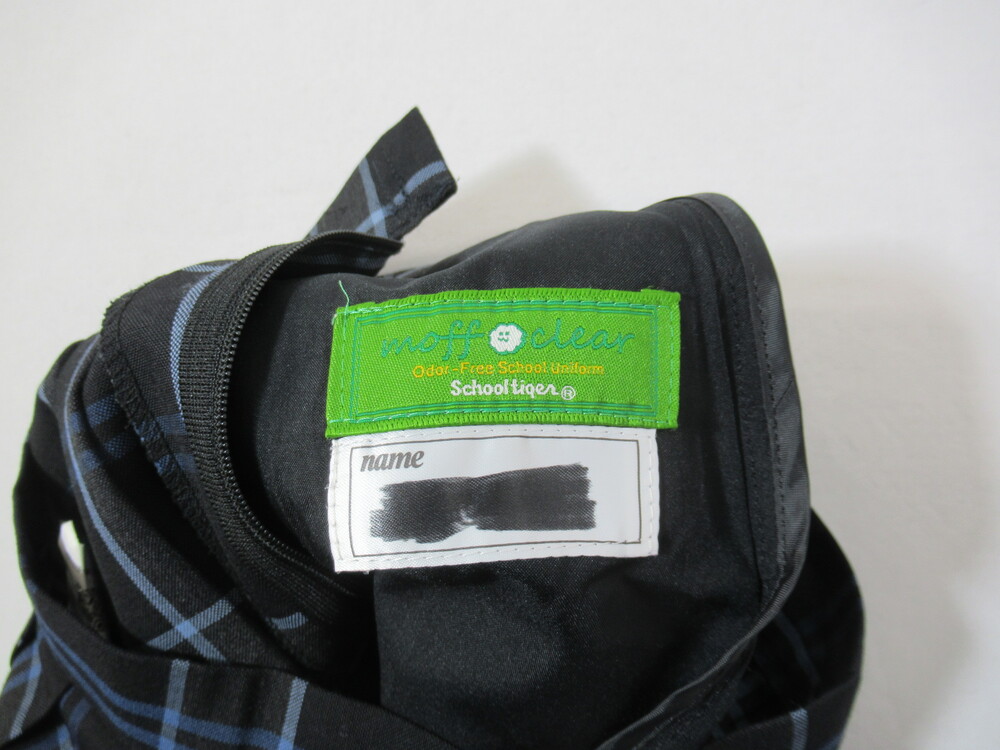 moff clear
Odor-Free School Uniform
Schooltiger®
name